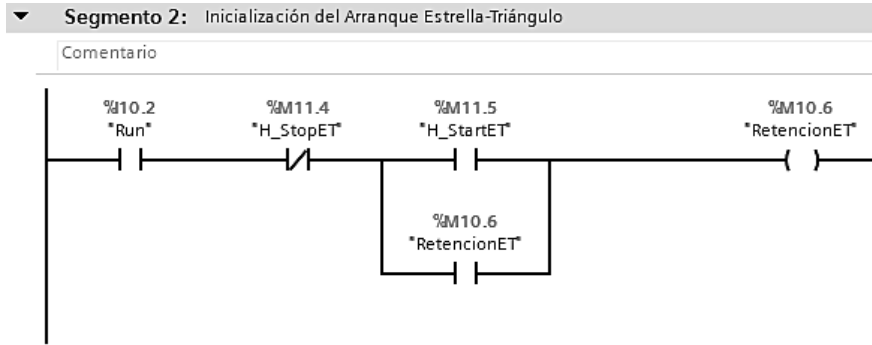 Segmento 2: Inicialización del Arranque Estrella-Triángulo
Comentario
%I10.2
"Run"
%M11.4
"H_StopET"
%M11.5
"H_StartET"
%M10.6
"RetencionET"
%M10.6
"RetencionET"